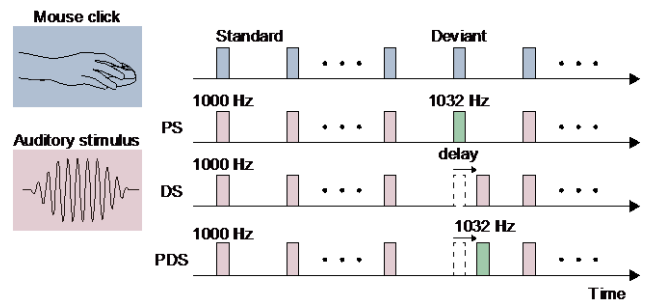 Mouse click
Standard
Deviant
1000 Hz
1032 Hz
PS
Auditory stimulus
delay
1000 Hz
DS
1000 Hz
1032 Hz
PDS
Time